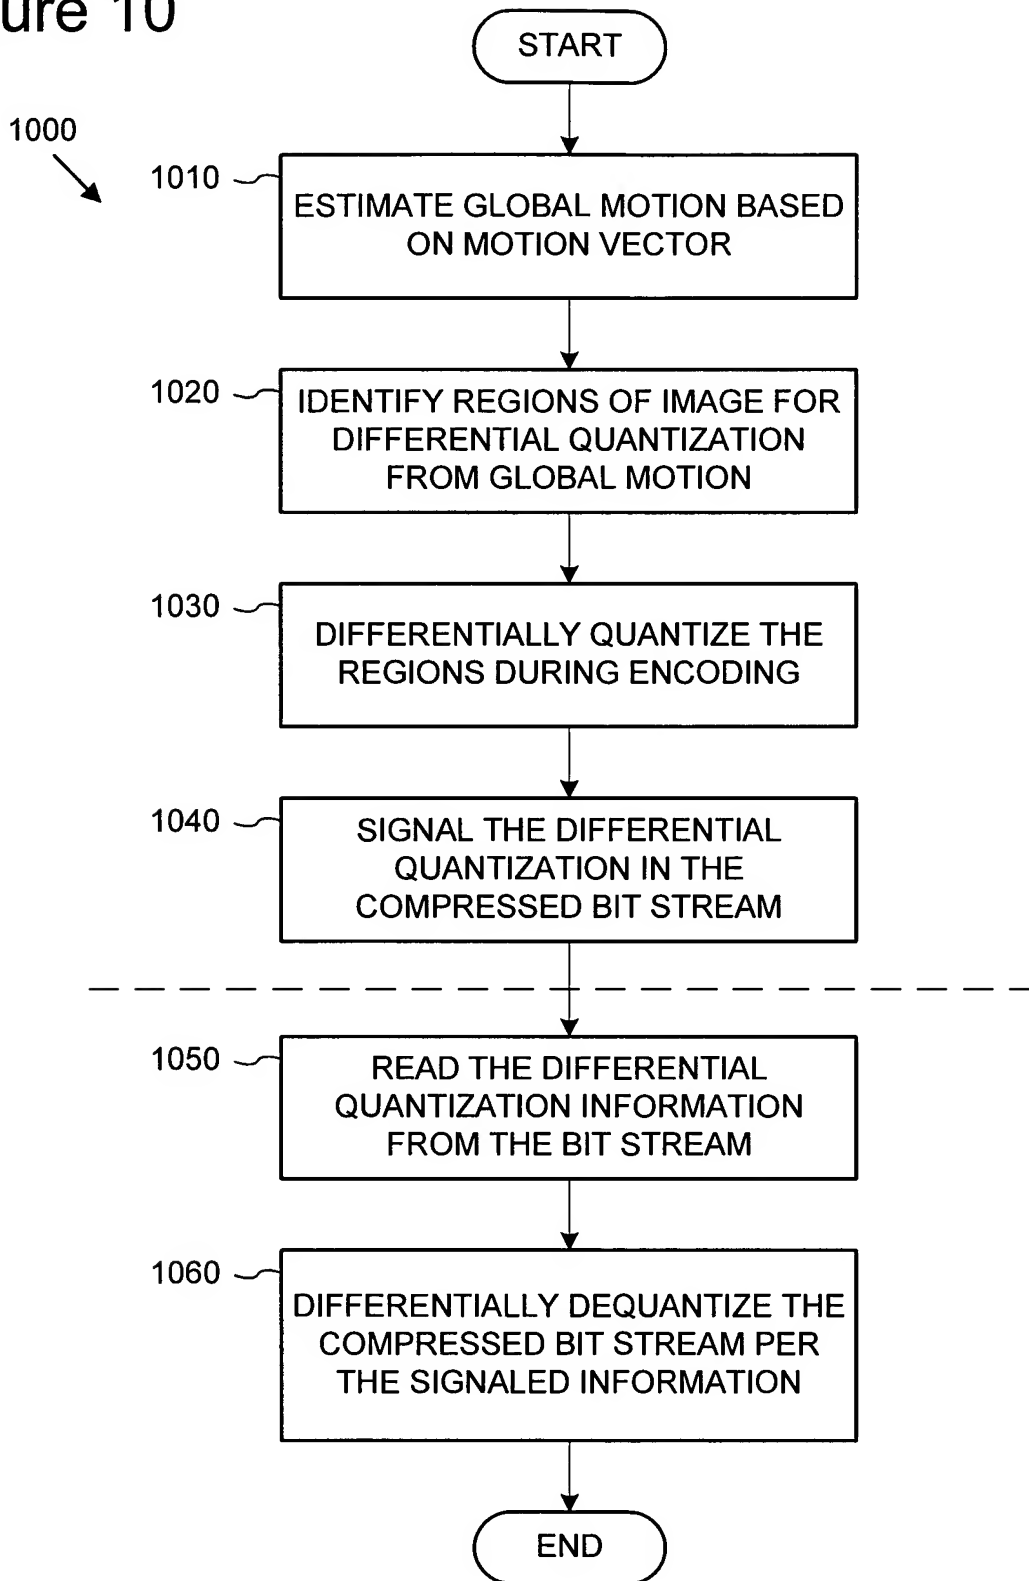 ure 10
START
1000
1010
ESTIMATE GLOBAL MOTION BASED
ON MOTION VECTOR
1020
IDENTIFY REGIONS OF IMAGE FOR
DIFFERENTIAL QUANTIZATION
FROM GLOBAL MOTION
1030
DIFFERENTIALLY QUANTIZE THE
REGIONS DURING ENCODING
1040
SIGNAL THE DIFFERENTIAL
QUANTIZATION IN THE
COMPRESSED BIT STREAM
1050
READ THE DIFFERENTIAL
QUANTIZATION INFORMATION
FROM THE BIT STREAM
1060
DIFFERENTIALLY DEQUANTIZE THE
COMPRESSED BIT STREAM PER
THE SIGNALED INFORMATION
END